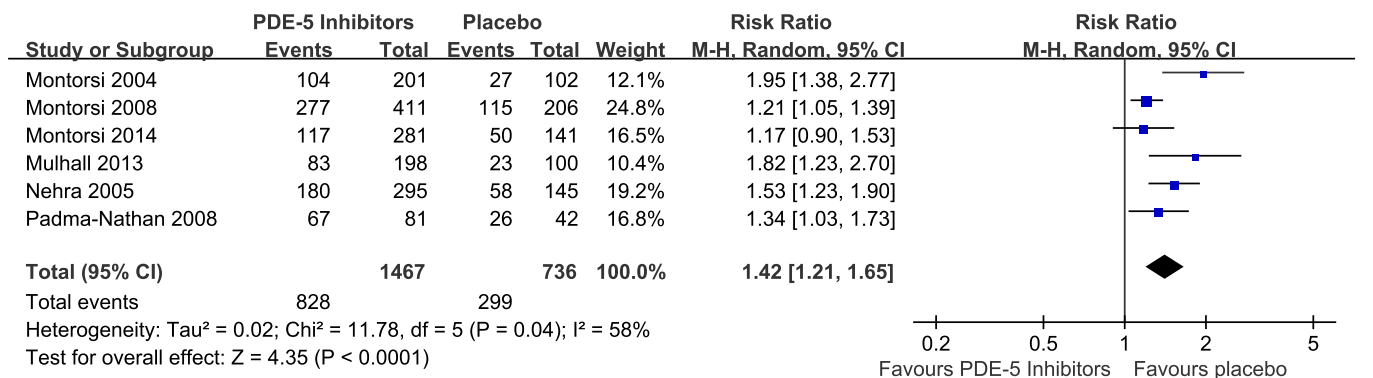 PDE-5 Inhibitors Placebo Risk Ratio Risk Ratio
Study or Subgroup Events Total Events Total Weight M-H, Random, 95% CI M-H, Random, 95% CI
Montorsi 2004 104 201 27 102 12.1% 1.95 [1.38, 2.77]
Montorsi 2008 277 411 115 206 24.8% 1.21 [1.05, 1.39]
Montorsi 2014 117 281 50 141 16.5% 1.17 [0.90, 1.53]
Mulhall 2013 83 198 23 100 10.4% 1.82 [1.23, 2.70]
Nehra 2005 180 295 58 145 19.2% 1.53 [1.23, 1.90]
Padma-Nathan 2008 67 81 26 42 16.8% 1.34 [1.03, 1.73]
Total (95% CI) 1467 736 100.0% 1.42 [1.21, 1.65]
Total events 828 299
Heterogeneity: Tau² = 0.02; Chi² = 11.78, df = 5 (P = 0.04); I² = 58%
Test for overall effect: Z = 4.35 (P < 0.0001)
0.2 0.5 1 2 5
Favours PDE-5 Inhibitors Favours placebo